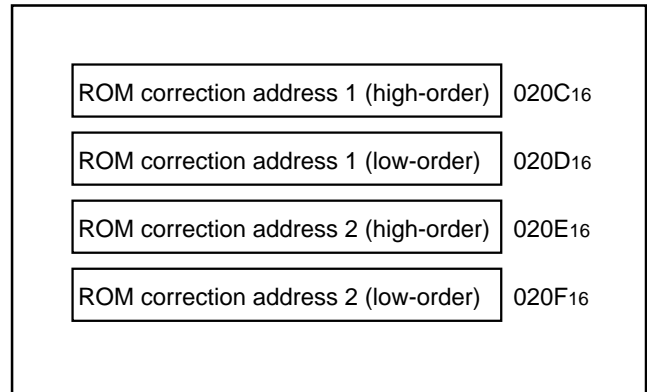 ROM correction address 1 (high-order) 020C16
ROM correction address 1 (low-order) 020D16
ROM correction address 2 (high-order) 020E16
ROM correction address 2 (low-order) 020F16